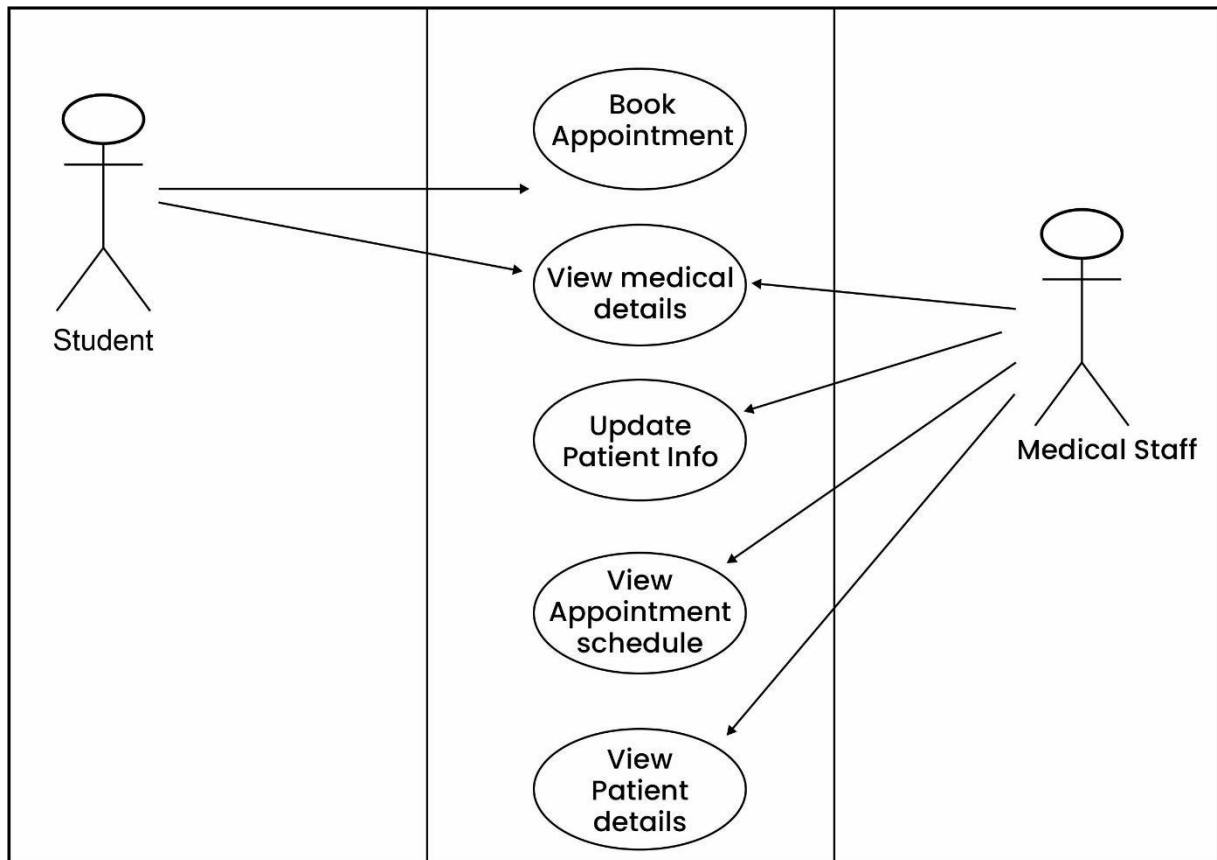 Book
Appointment
Student
View medical
details
Update
Patient Info
Medical Staff
View
Appointment
schedule
View
Patient
details